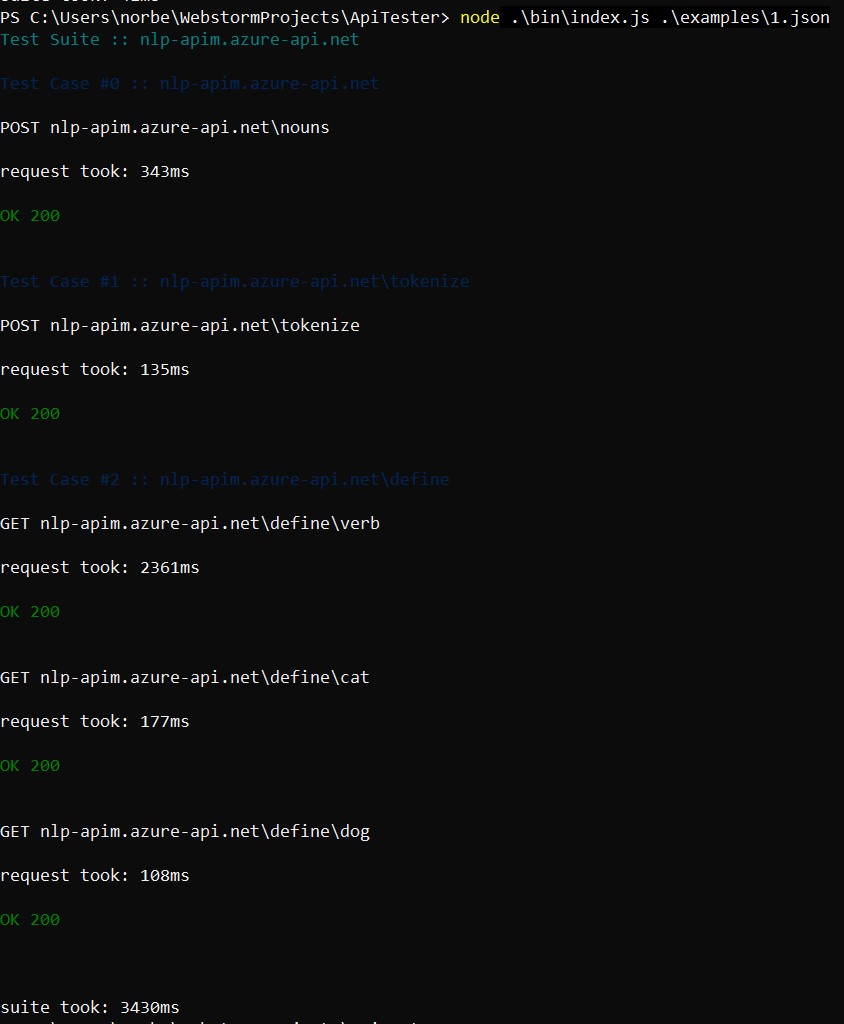 PS C:\Users\norbe\WebstormProjects\ApiTester> node .\bin\index.js .\examples\1.json
Test Suite :: nlp-apim.azure-api.net
Test Case #0 :: nlp-apim.azure-api.net
POST nlp-apim.azure-api.net\nouns
request took: 343ms
OK 200
Test Case #1 :: nlp-apim.azure-api.net\tokenize
POST nlp-apim.azure-api.net\tokenize
request took: 135ms
OK 200
Test Case #2 :: nlp-apim.azure-api.net\define
GET nlp-apim.azure-api.net\define\verb
request took: 2361ms
OK 200
GET nlp-apim.azure-api.net\define\cat
request took: 177ms
OK 200
GET nlp-apim.azure-api.net\define\dog
request took: 108ms
OK 200
suite took: 3430ms